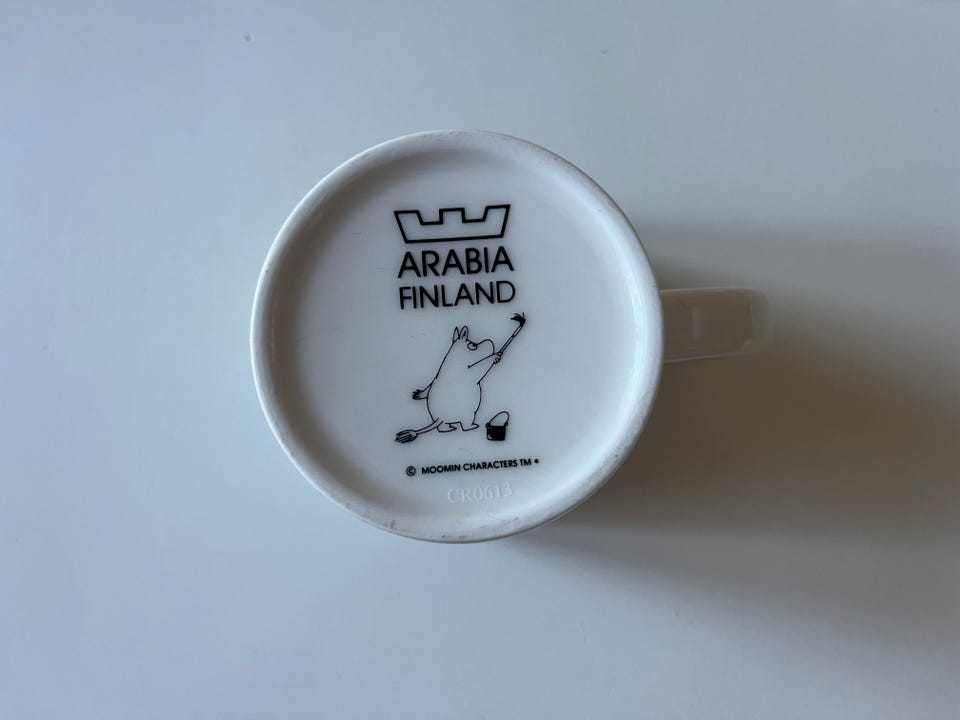 ARABIA
FINLAND
© MOOMIN CHARACTERS TM •
CR0613